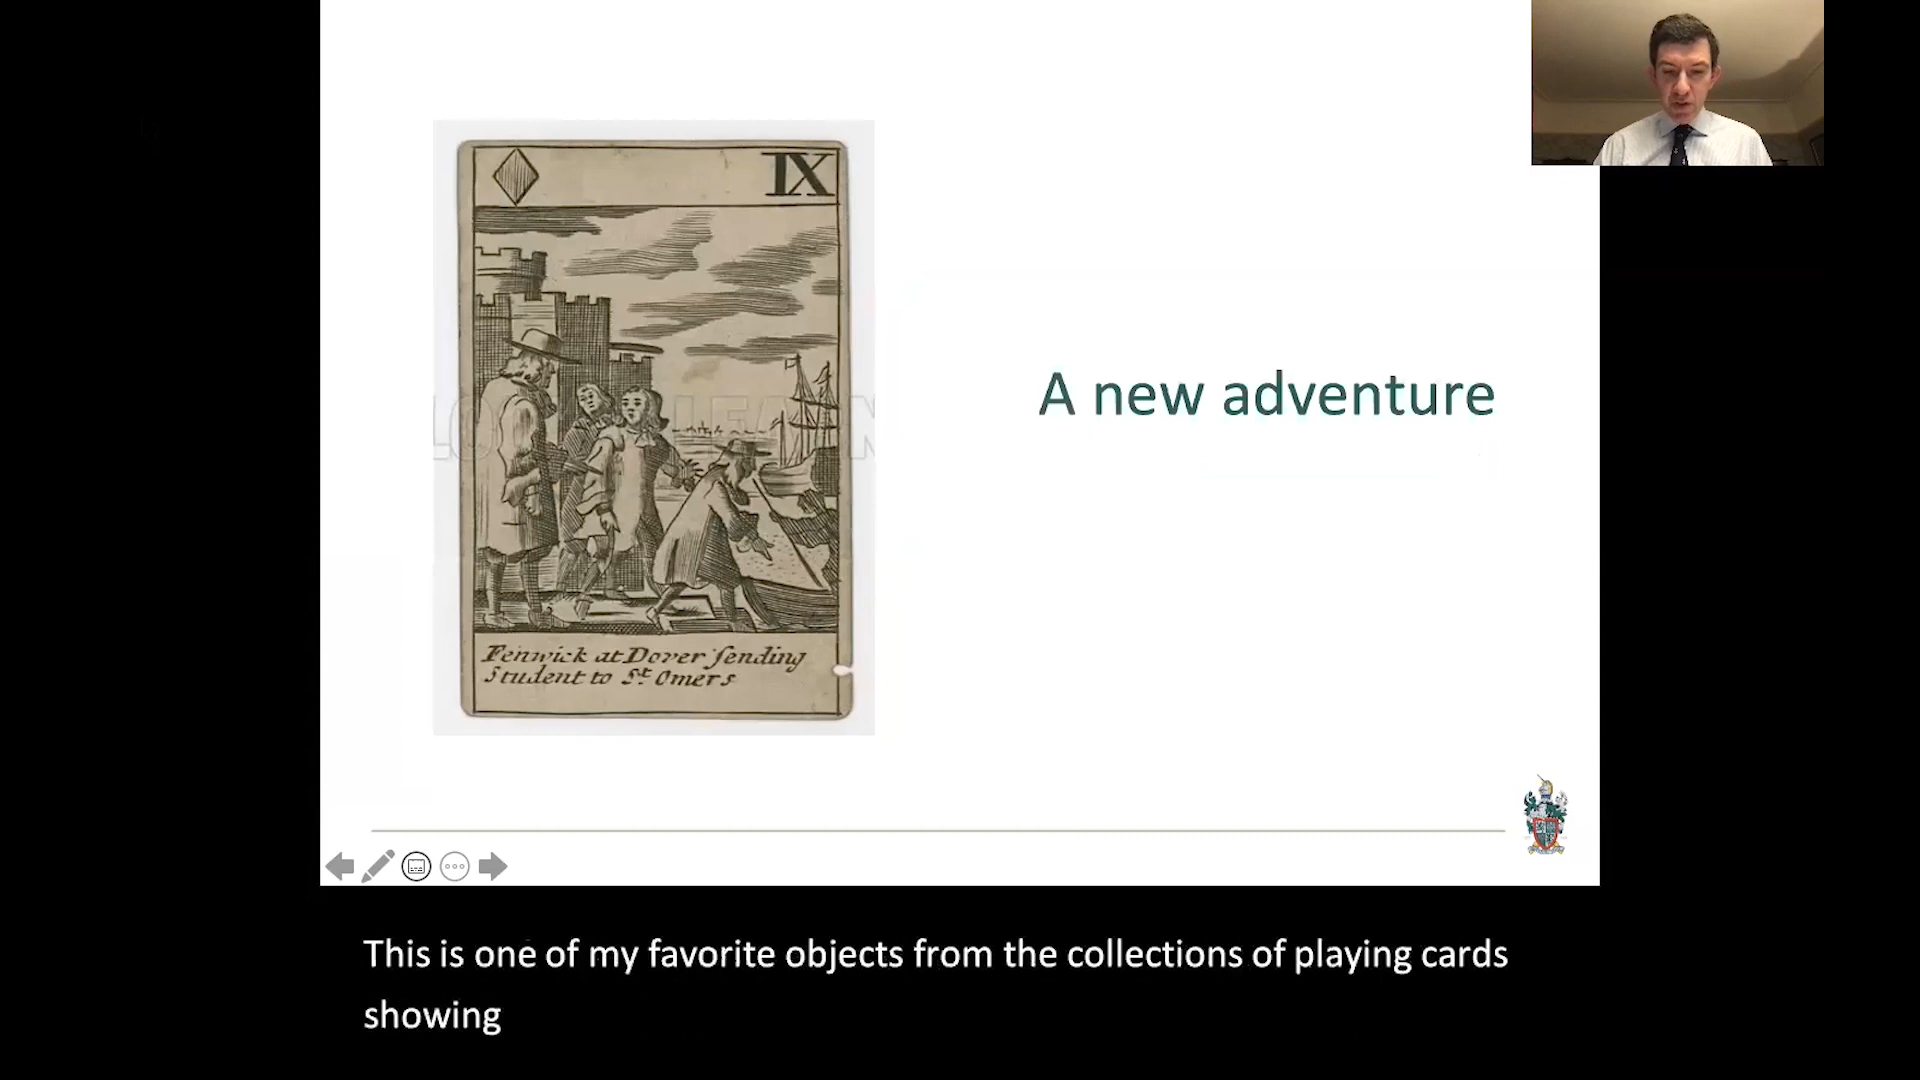 IX
A new adventure
Fenwick at Dover ſending
Student to St. Omers
This is one of my favorite objects from the collections of playing cards
showing